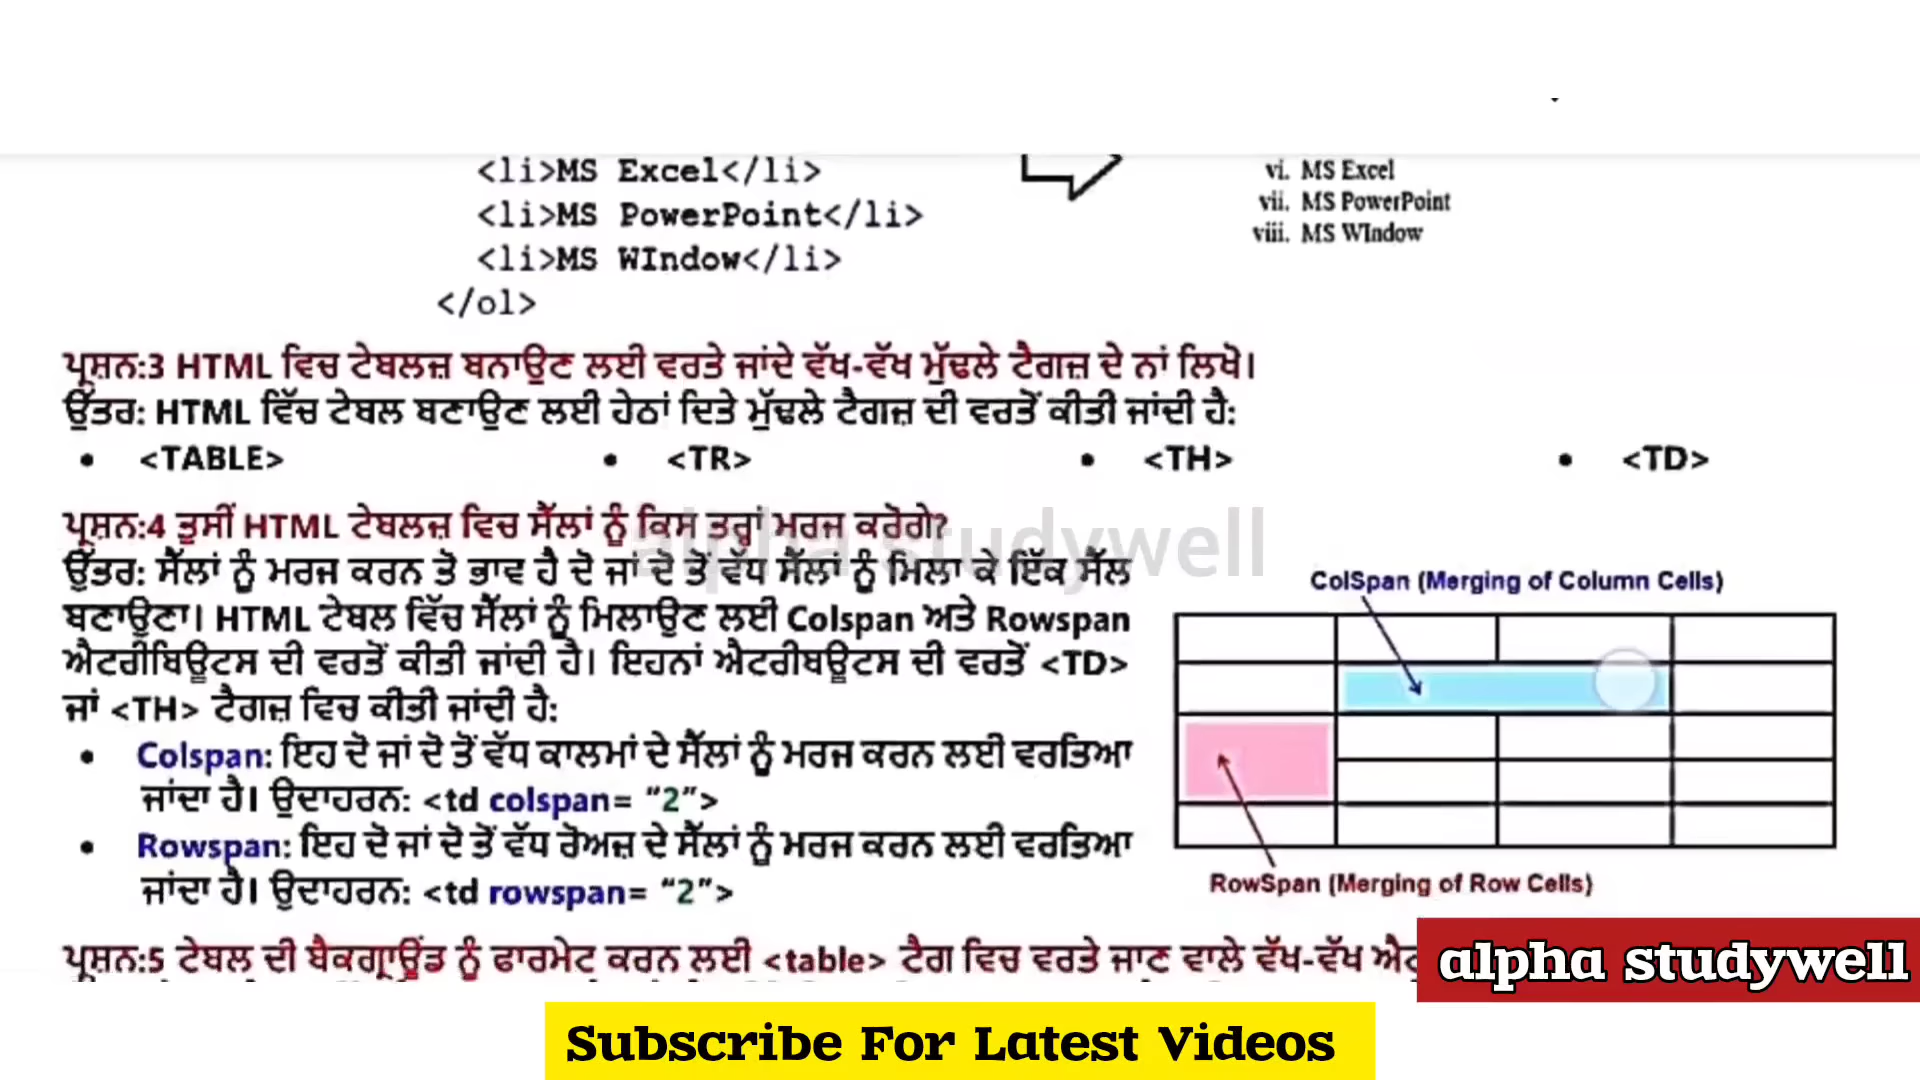 <li>MS Excel</li>
vi. MS Excel
<li>MS PowerPoint</li>
vii. MS PowerPoint
<li>MS WIndow</li>
viii. MS WIndow
</ol>
ਪ੍ਰਸ਼ਨ:3 HTML ਵਿਚ ਟੇਬਲਜ਼ ਬਨਾਉਣ ਲਈ ਵਰਤੇ ਜਾਂਦੇ ਵੱਖ-ਵੱਖ ਮੁੱਢਲੇ ਟੈਗਜ਼ ਦੇ ਨਾਂ ਲਿਖੋ।
ਉੱਤਰ: HTML ਵਿੱਚ ਟੇਬਲ ਬਣਾਉਣ ਲਈ ਹੇਠਾਂ ਦਿਤੇ ਮੁੱਢਲੇ ਟੈਗਜ਼ ਦੀ ਵਰਤੋਂ ਕੀਤੀ ਜਾਂਦੀ ਹੈ:
• <TABLE> • <TR> • <TH> • <TD>
ਪ੍ਰਸ਼ਨ:4 ਤੁਸੀਂ HTML ਟੇਬਲਜ਼ ਵਿਚ ਸੈੱਲਾਂ ਨੂੰ ਕਿਸ ਤਰ੍ਹਾਂ ਮਰਜ ਕਰੋਗੇ?
alpha studywell
ਉੱਤਰ: ਸੈੱਲਾਂ ਨੂੰ ਮਰਜ ਕਰਨ ਤੋ ਭਾਵ ਹੈ ਦੋ ਜਾਂ ਦੋ ਤੋਂ ਵੱਧ ਸੈੱਲਾਂ ਨੂੰ ਮਿਲਾ ਕੇ ਇੱਕ ਸੈੱਲ
ਬਣਾਉਣਾ। HTML ਟੇਬਲ ਵਿੱਚ ਸੈੱਲਾਂ ਨੂੰ ਮਿਲਾਉਣ ਲਈ Colspan ਅਤੇ Rowspan
ਐਟਰੀਬਿਊਟਸ ਦੀ ਵਰਤੋਂ ਕੀਤੀ ਜਾਂਦੀ ਹੈ। ਇਹਨਾਂ ਐਟਰੀਬਊਟਸ ਦੀ ਵਰਤੋਂ <TD>
ਜਾਂ <TH> ਟੈਗਜ਼ ਵਿਚ ਕੀਤੀ ਜਾਂਦੀ ਹੈ:
• Colspan: ਇਹ ਦੋ ਜਾਂ ਦੋ ਤੋਂ ਵੱਧ ਕਾਲਮਾਂ ਦੇ ਸੈੱਲਾਂ ਨੂੰ ਮਰਜ ਕਰਨ ਲਈ ਵਰਤਿਆ
ਜਾਂਦਾ ਹੈ। ਉਦਾਹਰਨ: <td colspan= “2”>
• Rowspan: ਇਹ ਦੋ ਜਾਂ ਦੋ ਤੋਂ ਵੱਧ ਰੋਅਜ਼ ਦੇ ਸੈੱਲਾਂ ਨੂੰ ਮਰਜ ਕਰਨ ਲਈ ਵਰਤਿਆ
ਜਾਂਦਾ ਹੈ। ਉਦਾਹਰਨ: <td rowspan= “2”>
ColSpan (Merging of Column Cells)
RowSpan (Merging of Row Cells)
ਪ੍ਰਸ਼ਨ:5 ਟੇਬਲ ਦੀ ਬੈਕਗ੍ਰਾਊਂਡ ਨੂੰ ਫਾਰਮੇਟ ਕਰਨ ਲਈ <table> ਟੈਗ ਵਿਚ ਵਰਤੇ ਜਾਣ ਵਾਲੇ ਵੱਖ-ਵੱਖ
alpha studywell
Subscribe For Latest Videos